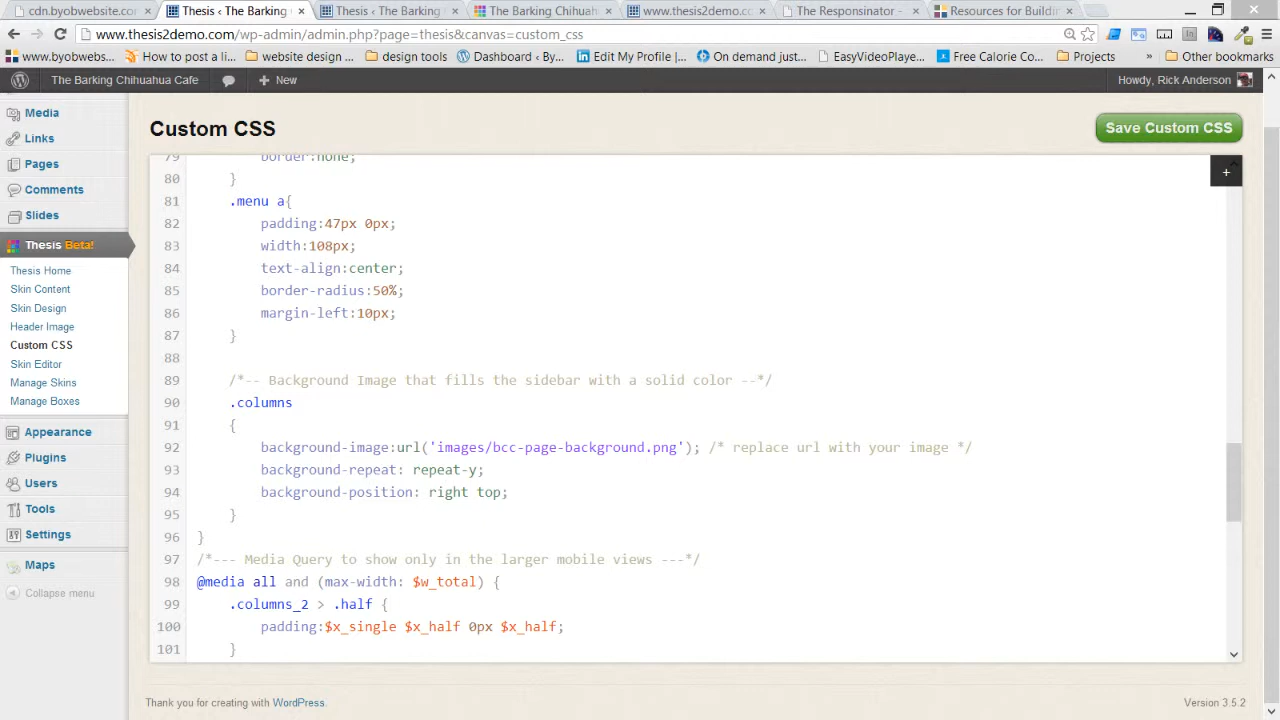 cdn.byobwebsite.com/
Thesis ‹ The Barking C
Thesis ‹ The Barking
The Barking Chihuahu
www.thesis2demo.co
The Responsinator -
Resources for Buildin
www.thesis2demo.com/wp-admin/admin.php?page=thesis&canvas=custom_css
www.byobwebsite.co
How to post a li...
website design ...
design tools
Dashboard ‹ By...
Edit My Profile |...
On demand just...
EasyVideoPlaye...
Free Calorie Co...
Projects
»
Other bookmarks
The Barking Chihuahua Cafe
+ New
Howdy, Rick Anderson
Media
Links
Pages
Comments
Slides
Thesis Beta!
Thesis Home
Skin Content
Skin Design
Header Image
Custom CSS
Skin Editor
Manage Skins
Manage Boxes
Appearance
Plugins
Users
Tools
Settings
Maps
Collapse menu
Custom CSS
Save Custom CSS
+
79 border:none;
80 }
81 .menu a{
82 padding:47px 0px;
83 width:108px;
84 text-align:center;
85 border-radius:50%;
86 margin-left:10px;
87 }
88
89 /*-- Background Image that fills the sidebar with a solid color --*/
90 .columns
91 {
92 background-image:url('images/bcc-page-background.png'); /* replace url with your image */
93 background-repeat: repeat-y;
94 background-position: right top;
95 }
96 }
97 /*--- Media Query to show only in the larger mobile views ---*/
98 @media all and (max-width: $w_total) {
99 .columns_2 > .half {
100 padding:$x_single $x_half 0px $x_half;
101 }
Thank you for creating with WordPress.
Version 3.5.2